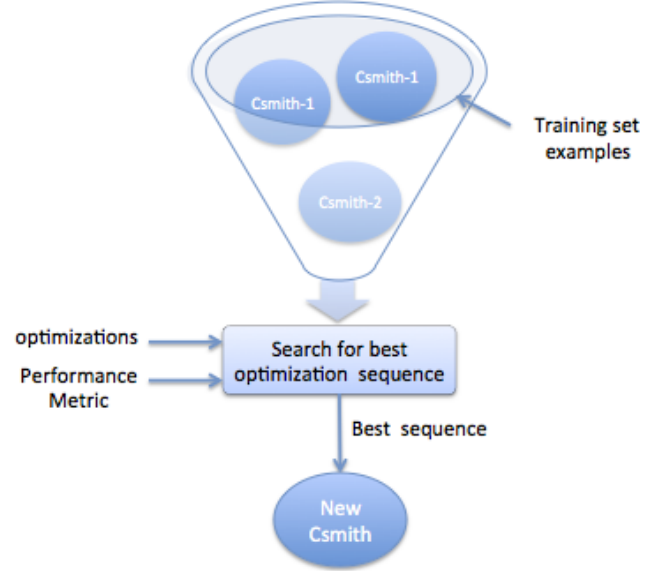 Csmith-1
Csmith-1
Training set
examples
Csmith-2
optimizations
Performance
Metric
Search for best
optimization sequence
Best sequence
New
Csmith